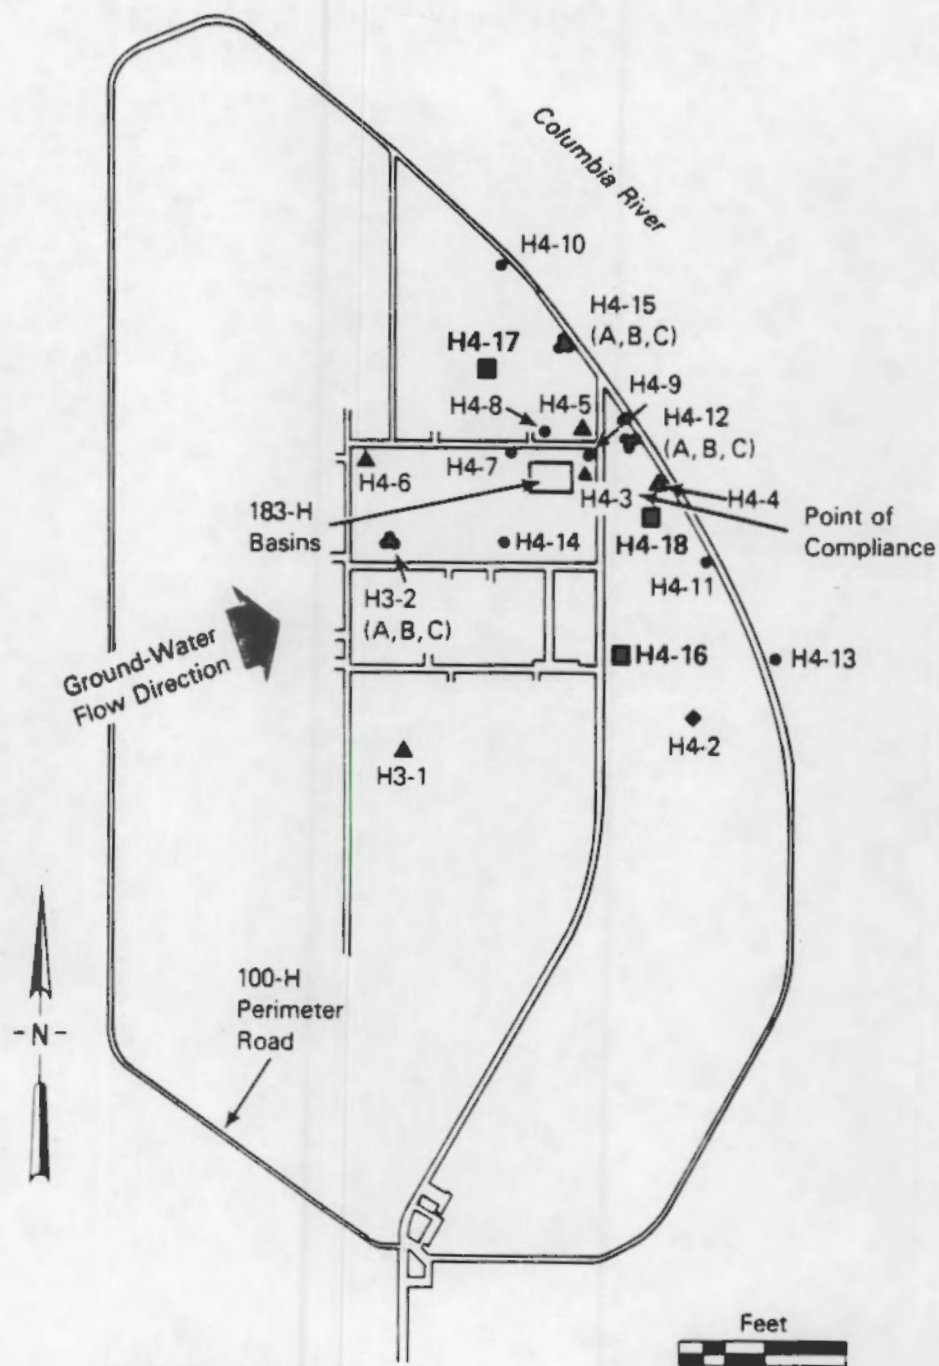 Columbia River
H4-10
H4-15
(A,B,C)
H4-17
H4-9
H4-8
H4-5
H4-12
(A, B, C)
H4-6
H4-7
H4-3
H4-4
183-H
Basins
Point of
Compliance
H4-14
H4-18
H4-11
H3-2
(A,B,C)
Ground-Water
Flow Direction
H4-16
H4-13
H4-2
H3-1
100-H
Perimeter
Road
-N-
Feet